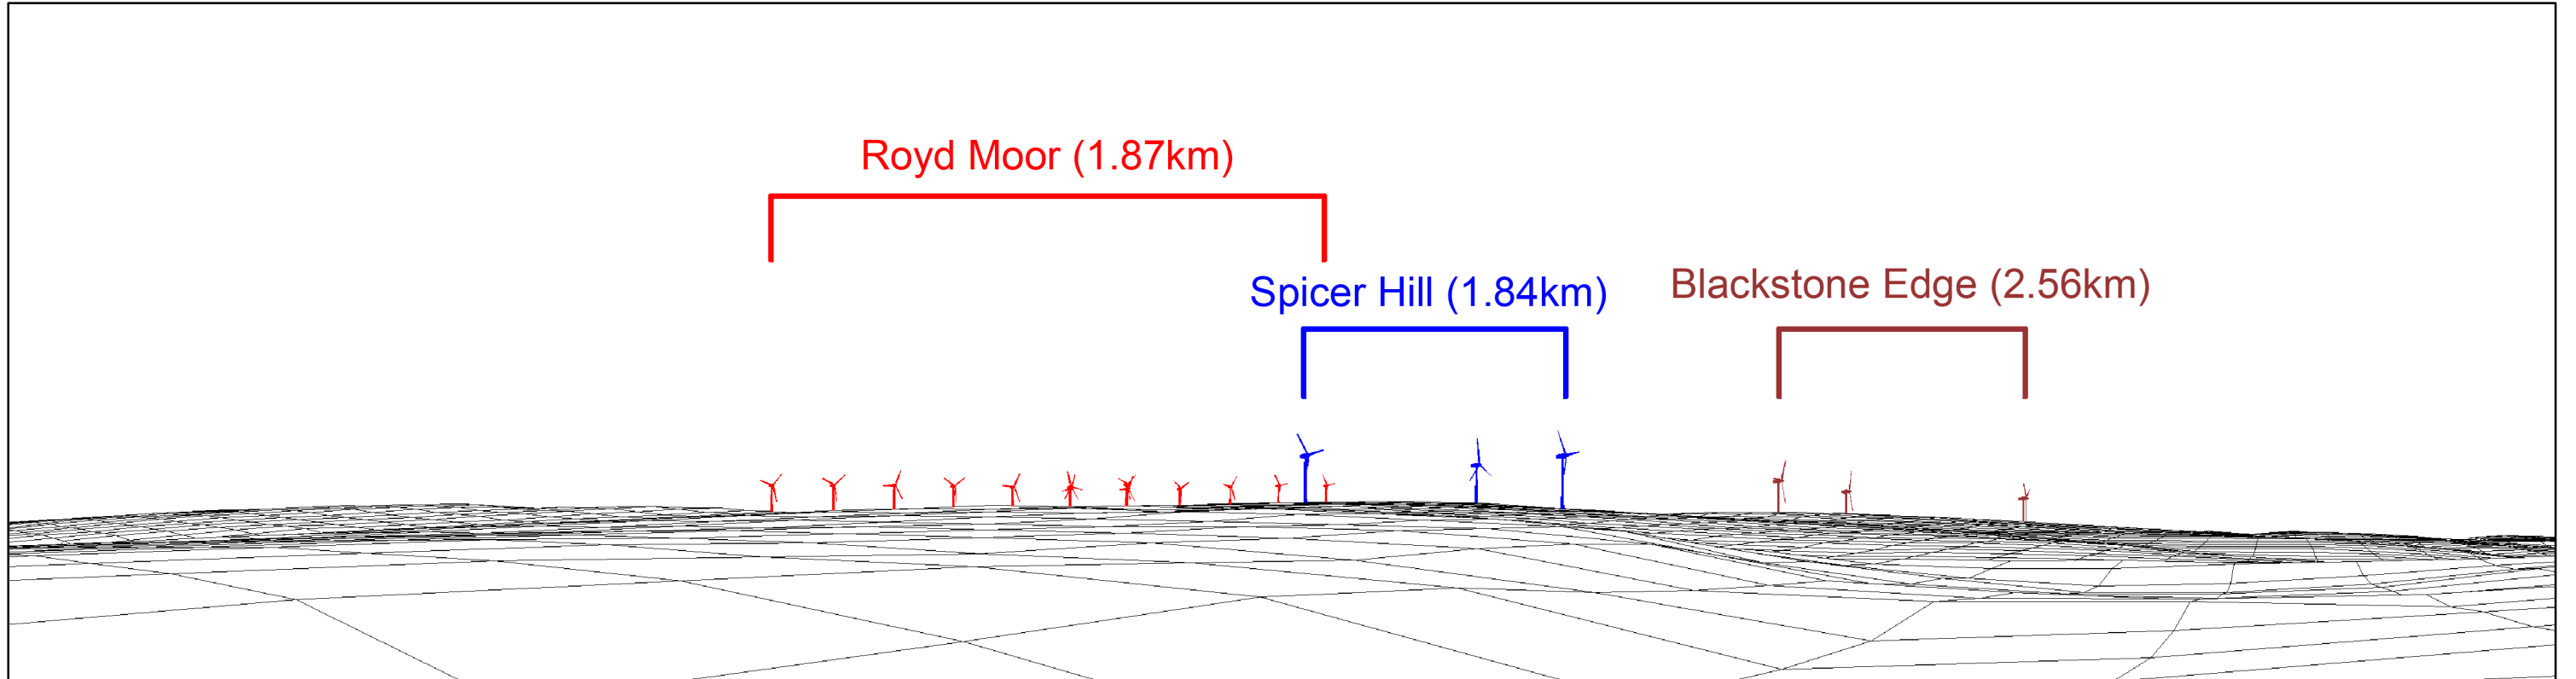 Royd Moor (1.87km)
Spicer Hill (1.84km)
Blackstone Edge (2.56km)